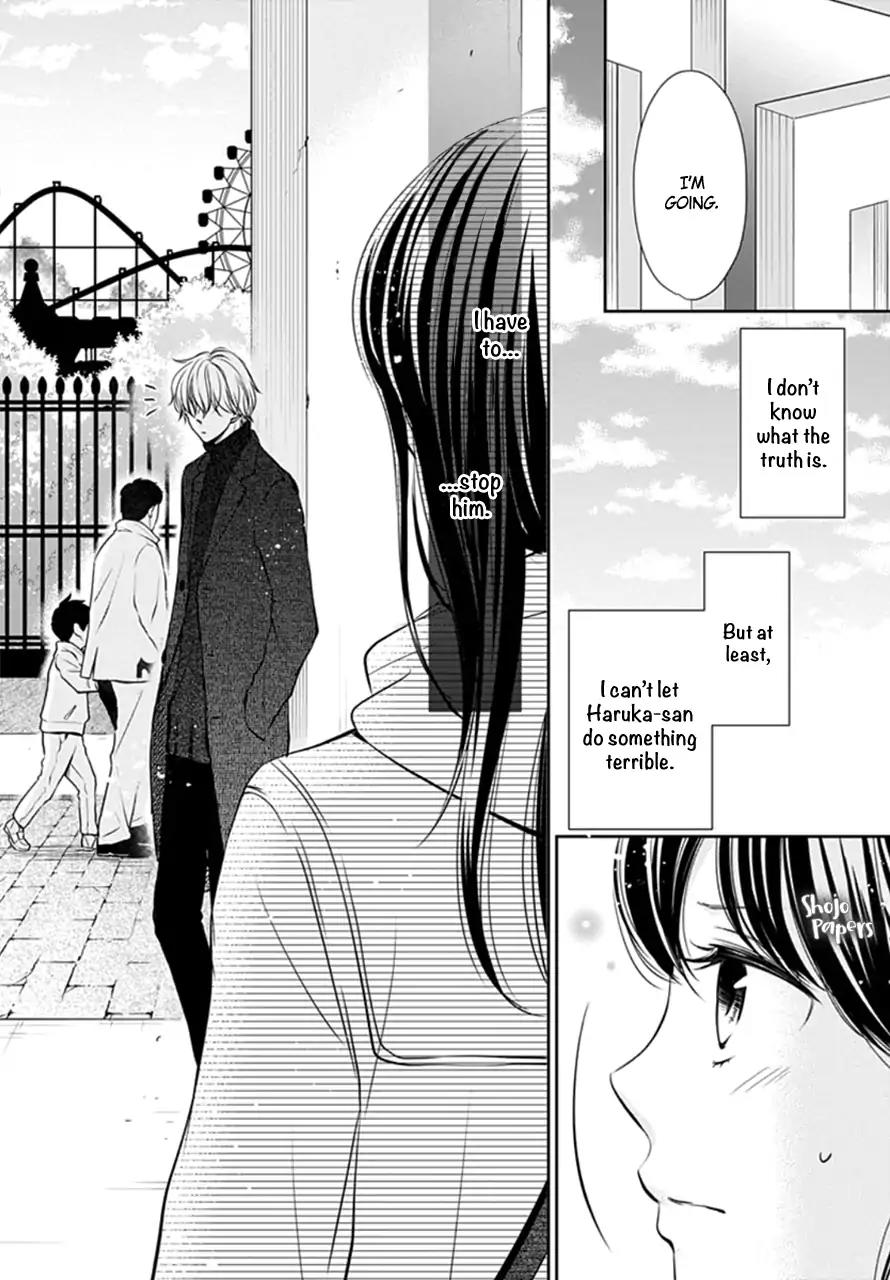 I'M
GOING.
I don't
know
what the
truth is.
But at
least,
I can't let
Haruka-san
do something
terrible.
Shojo
Papers
I have
to...
...stop
him.